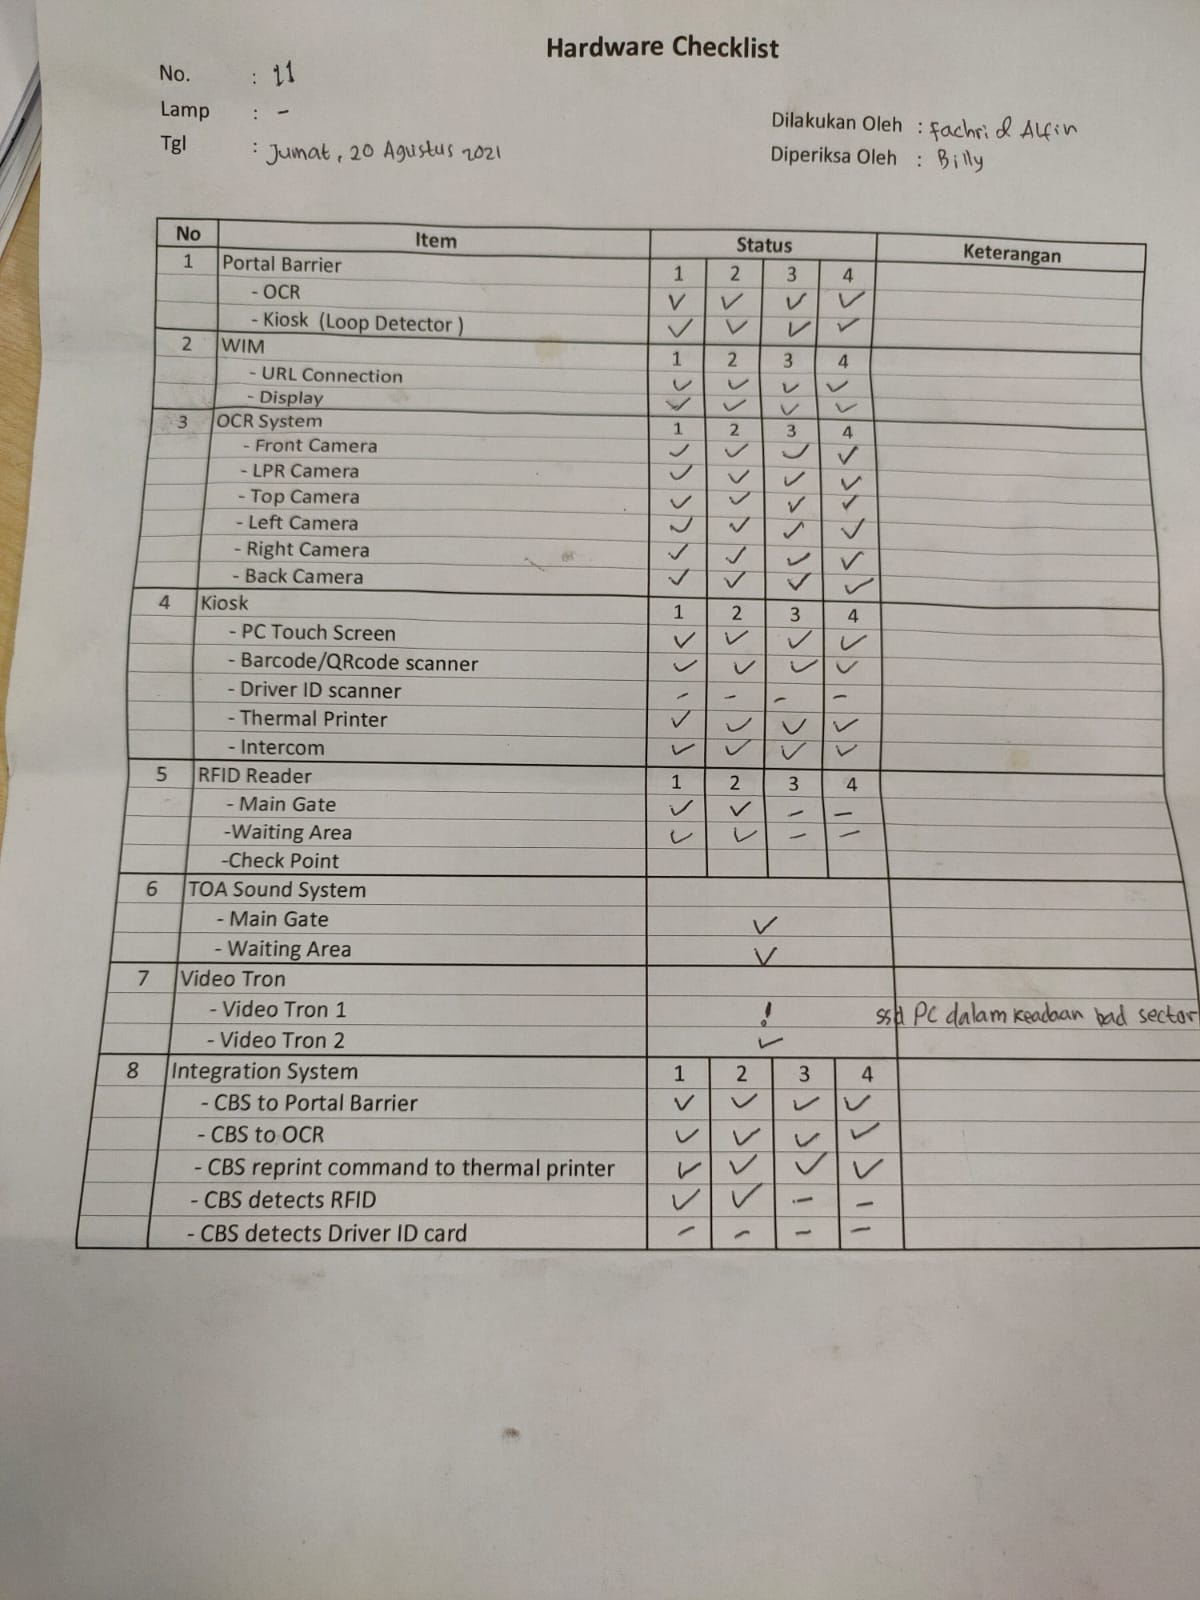 Hardware Checklist
No. : 11
Lamp : -
Tgl : Jumat, 20 Agustus 2021
Dilakukan Oleh : Fachri & Alfin
Diperiksa Oleh : Billy
No Item Status Keterangan
1 Portal Barrier 1 2 3 4
- OCR ✓ ✓ ✓ ✓
- Kiosk (Loop Detector ) ✓ ✓ ✓ ✓
2 WIM 1 2 3 4
- URL Connection ✓ ✓ ✓ ✓
- Display ✓ ✓ ✓ ✓
3 OCR System 1 2 3 4
- Front Camera ✓ ✓ ✓ ✓
- LPR Camera ✓ ✓ ✓ ✓
- Top Camera ✓ ✓ ✓ ✓
- Left Camera ✓ ✓ ✓ ✓
- Right Camera ✓ ✓ ✓ ✓
- Back Camera ✓ ✓ ✓ ✓
4 Kiosk 1 2 3 4
- PC Touch Screen ✓ ✓ ✓ ✓
- Barcode/QRcode scanner ✓ ✓ ✓ ✓
- Driver ID scanner - - - -
- Thermal Printer ✓ ✓ ✓ ✓
- Intercom ✓ ✓ ✓ ✓
5 RFID Reader 1 2 3 4
- Main Gate ✓ ✓ - -
-Waiting Area ✓ ✓ - -
-Check Point
6 TOA Sound System
- Main Gate ✓
- Waiting Area ✓
7 Video Tron
- Video Tron 1 ! ssd PC dalam keadaan bad sector
- Video Tron 2 ✓
8 Integration System 1 2 3 4
- CBS to Portal Barrier ✓ ✓ ✓ ✓
- CBS to OCR ✓ ✓ ✓ ✓
- CBS reprint command to thermal printer ✓ ✓ ✓ ✓
- CBS detects RFID ✓ ✓ - -
- CBS detects Driver ID card - - - -